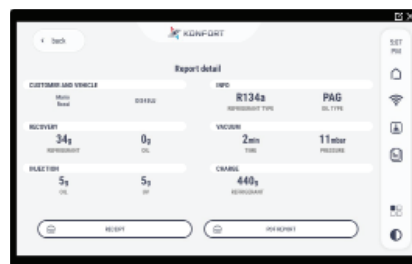 back
KONFORT
Report detail
CUSTOMER AND VEHICLE
INFO
R134a
REFRIGERANT TYPE
PAG
OIL TYPE
RECOVERY
34g
REFRIGERANT
0g
OIL
VACUUM
2min
TIME
11mbar
PRESSURE
INJECTION
5g
OIL
5g
UV
CHARGE
440g
REFRIGERANT
RECEIPT
PDF REPORT